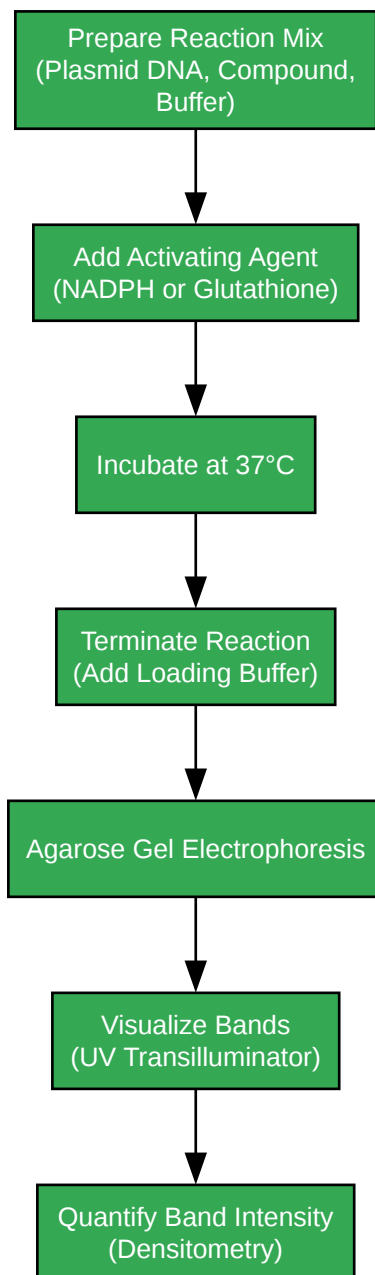 Prepare Reaction Mix
(Plasmid DNA, Compound,
Buffer)
Add Activating Agent
(NADPH or Glutathione)
Incubate at 37°C
Terminate Reaction
(Add Loading Buffer)
Agarose Gel Electrophoresis
Visualize Bands
(UV Transilluminator)
Quantify Band Intensity
(Densitometry)